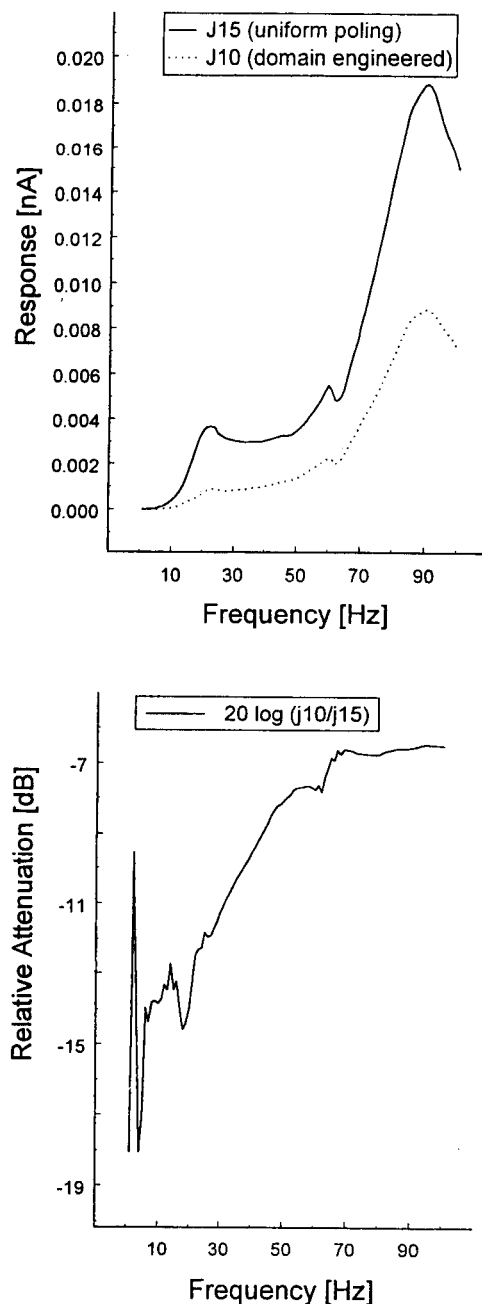 J15 (uniform poling)
J10 (domain engineered)
0.020
0.018
0.016
0.014
0.012
0.010
0.008
0.006
0.004
0.002
0.000
Response [nA]
10 30 50 70 90
Frequency [Hz]
20 log (j10/j15)
-7
-11
-15
-19
Relative Attenuation [dB]
10 30 50 70 90
Frequency [Hz]